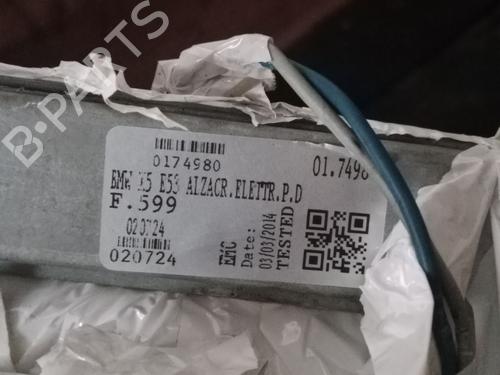 B-PARTS
0174980
01.7498
BMW X5 E53 ALZACR.ELETTR.P.D
F.599
020724
020724
EMC
Date:
03/03/2014
TESTED